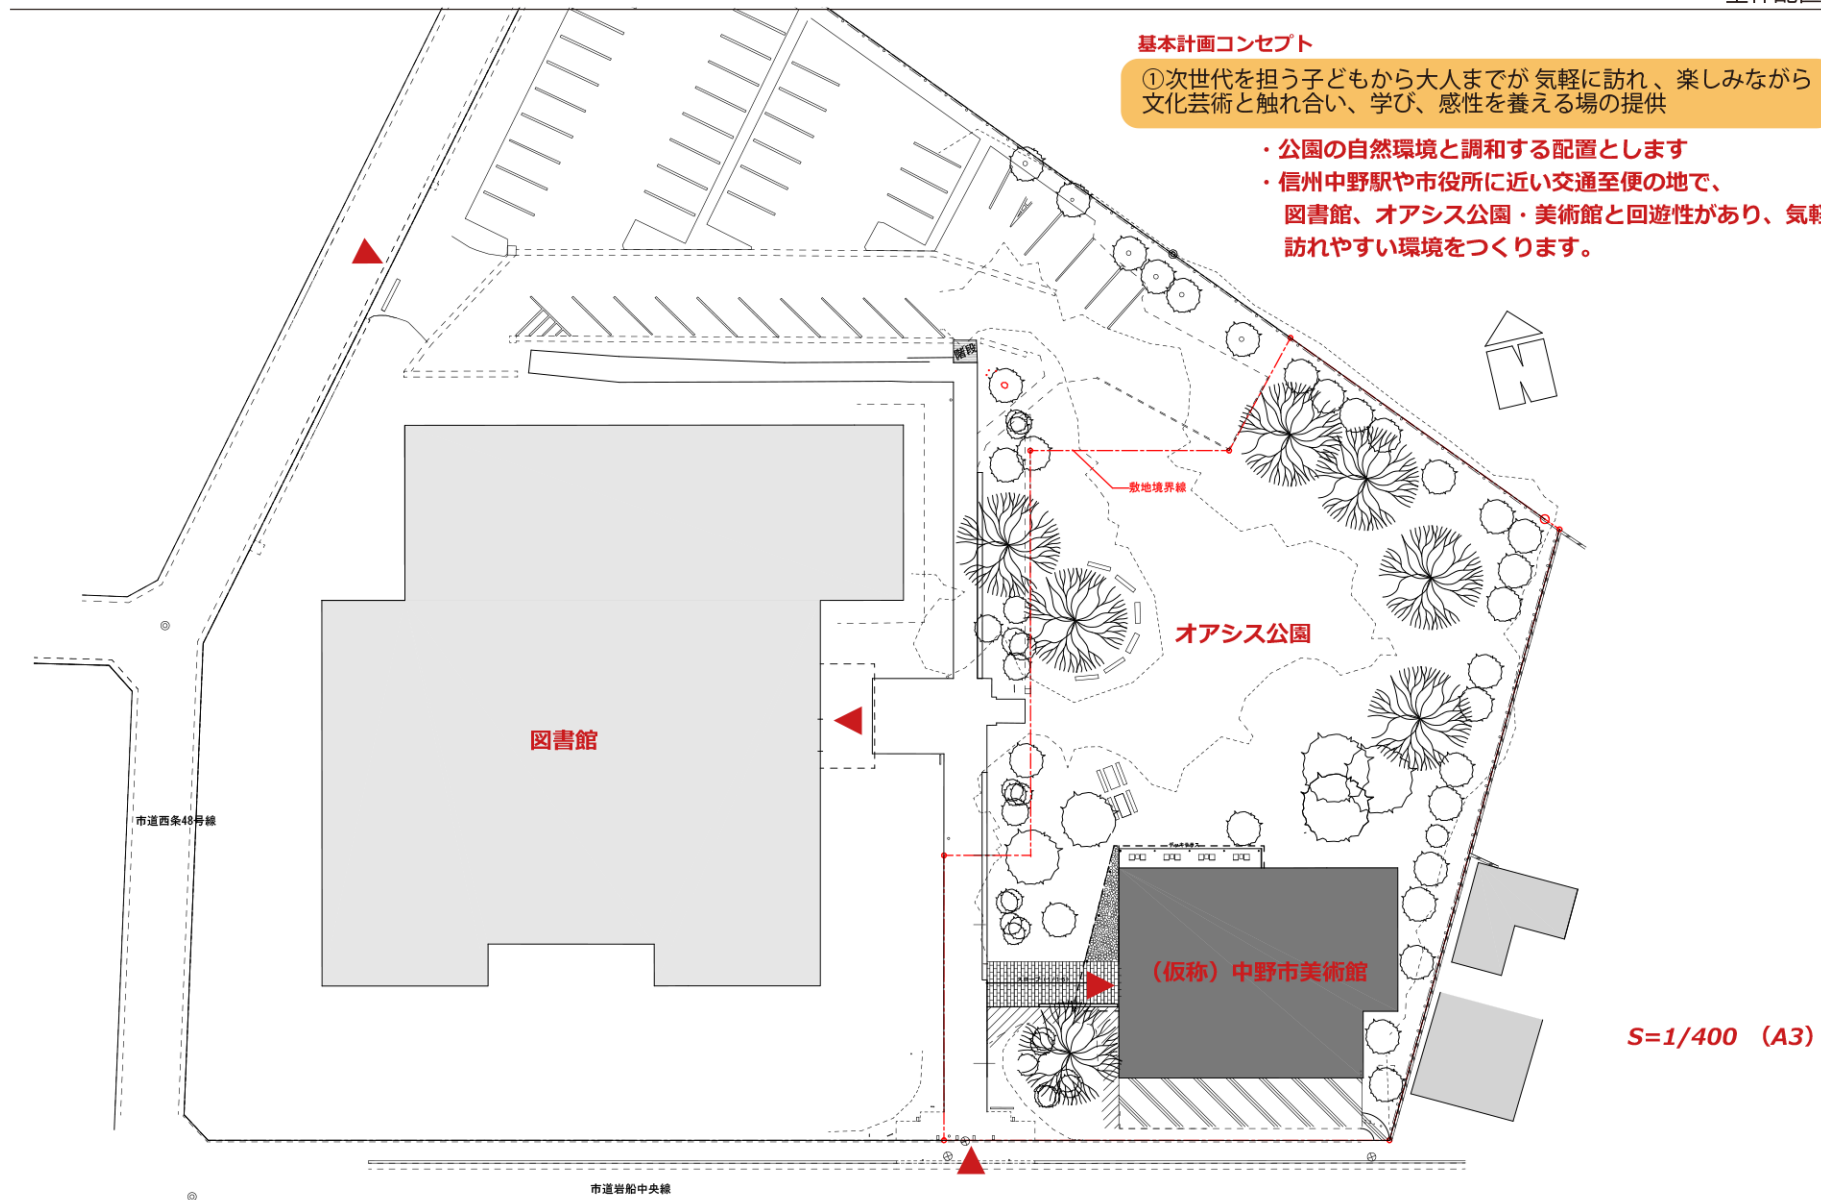 基本計画コンセプト
①次世代を担う子どもから大人までが 気軽に訪れ 、楽しみながら
文化芸術と触れ合い、学び、感性を養える場の提供
・公園の自然環境と調和する配置とします
・信州中野駅や市役所に近い交通至便の地で、
図書館、オアシス公園・美術館と回遊性があり、気軽
訪れやすい環境をつくります。
階段
敷地境界線
オアシス公園
図書館
市道西条48号線
（仮称）中野市美術館
S=1/400 （A3）
市道岩船中央線